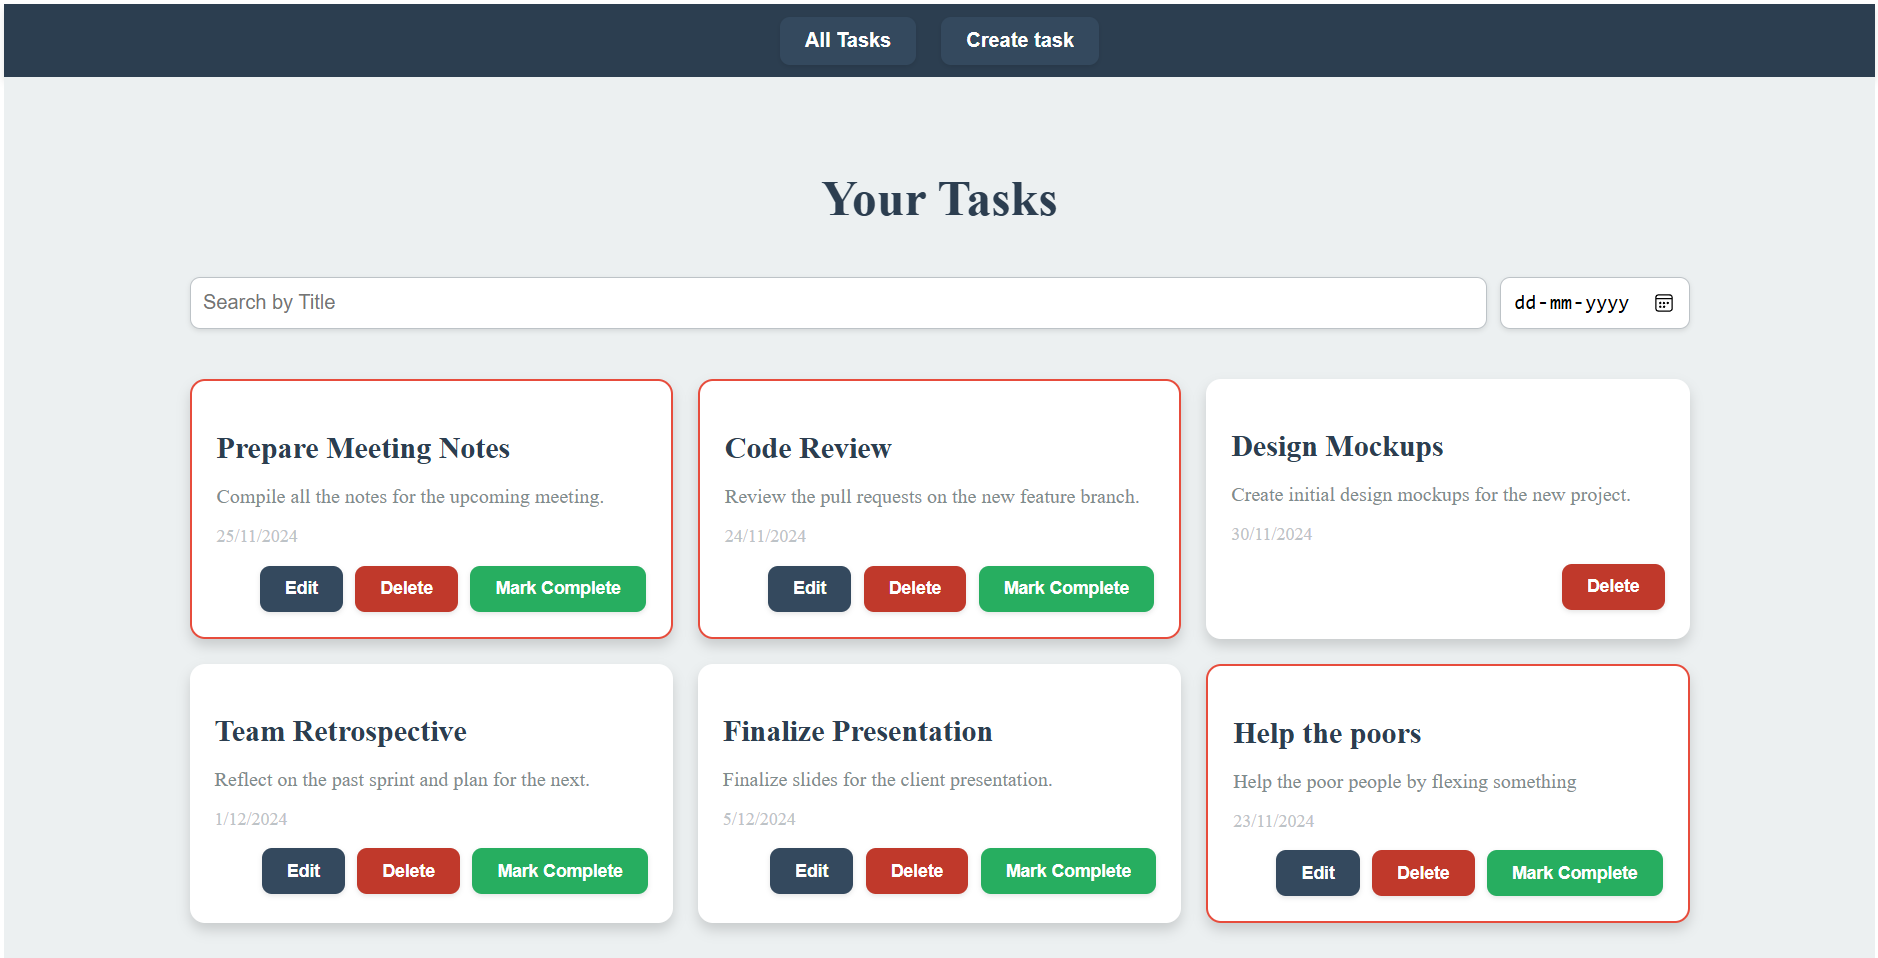 All Tasks Create task
Your Tasks
Search by Title dd-mm-yyyy
Prepare Meeting Notes
Compile all the notes for the upcoming meeting.
25/11/2024
Edit Delete Mark Complete
Code Review
Review the pull requests on the new feature branch.
24/11/2024
Edit Delete Mark Complete
Design Mockups
Create initial design mockups for the new project.
30/11/2024
Delete
Team Retrospective
Reflect on the past sprint and plan for the next.
1/12/2024
Edit Delete Mark Complete
Finalize Presentation
Finalize slides for the client presentation.
5/12/2024
Edit Delete Mark Complete
Help the poors
Help the poor people by flexing something
23/11/2024
Edit Delete Mark Complete